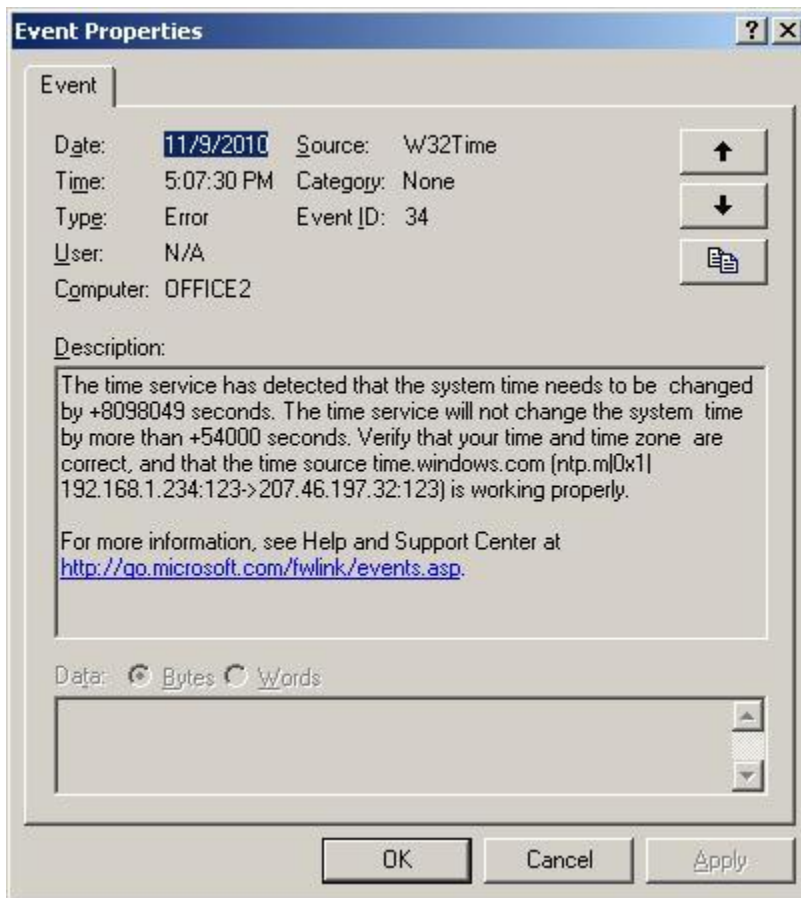 Event Properties
Event
Date: 11/9/2010 Source: W32Time
Time: 5:07:30 PM Category: None
Type: Error Event ID: 34
User: N/A
Computer: OFFICE2
Description:
The time service has detected that the system time needs to be  changed
by +8098049 seconds. The time service will not change the system  time
by more than +54000 seconds. Verify that your time and time zone  are
correct, and that the time source time.windows.com (ntp.m|0x1|
192.168.1.234:123->207.46.197.32:123) is working properly.
For more information, see Help and Support Center at
http://go.microsoft.com/fwlink/events.asp.
Data: Bytes Words
OK Cancel Apply